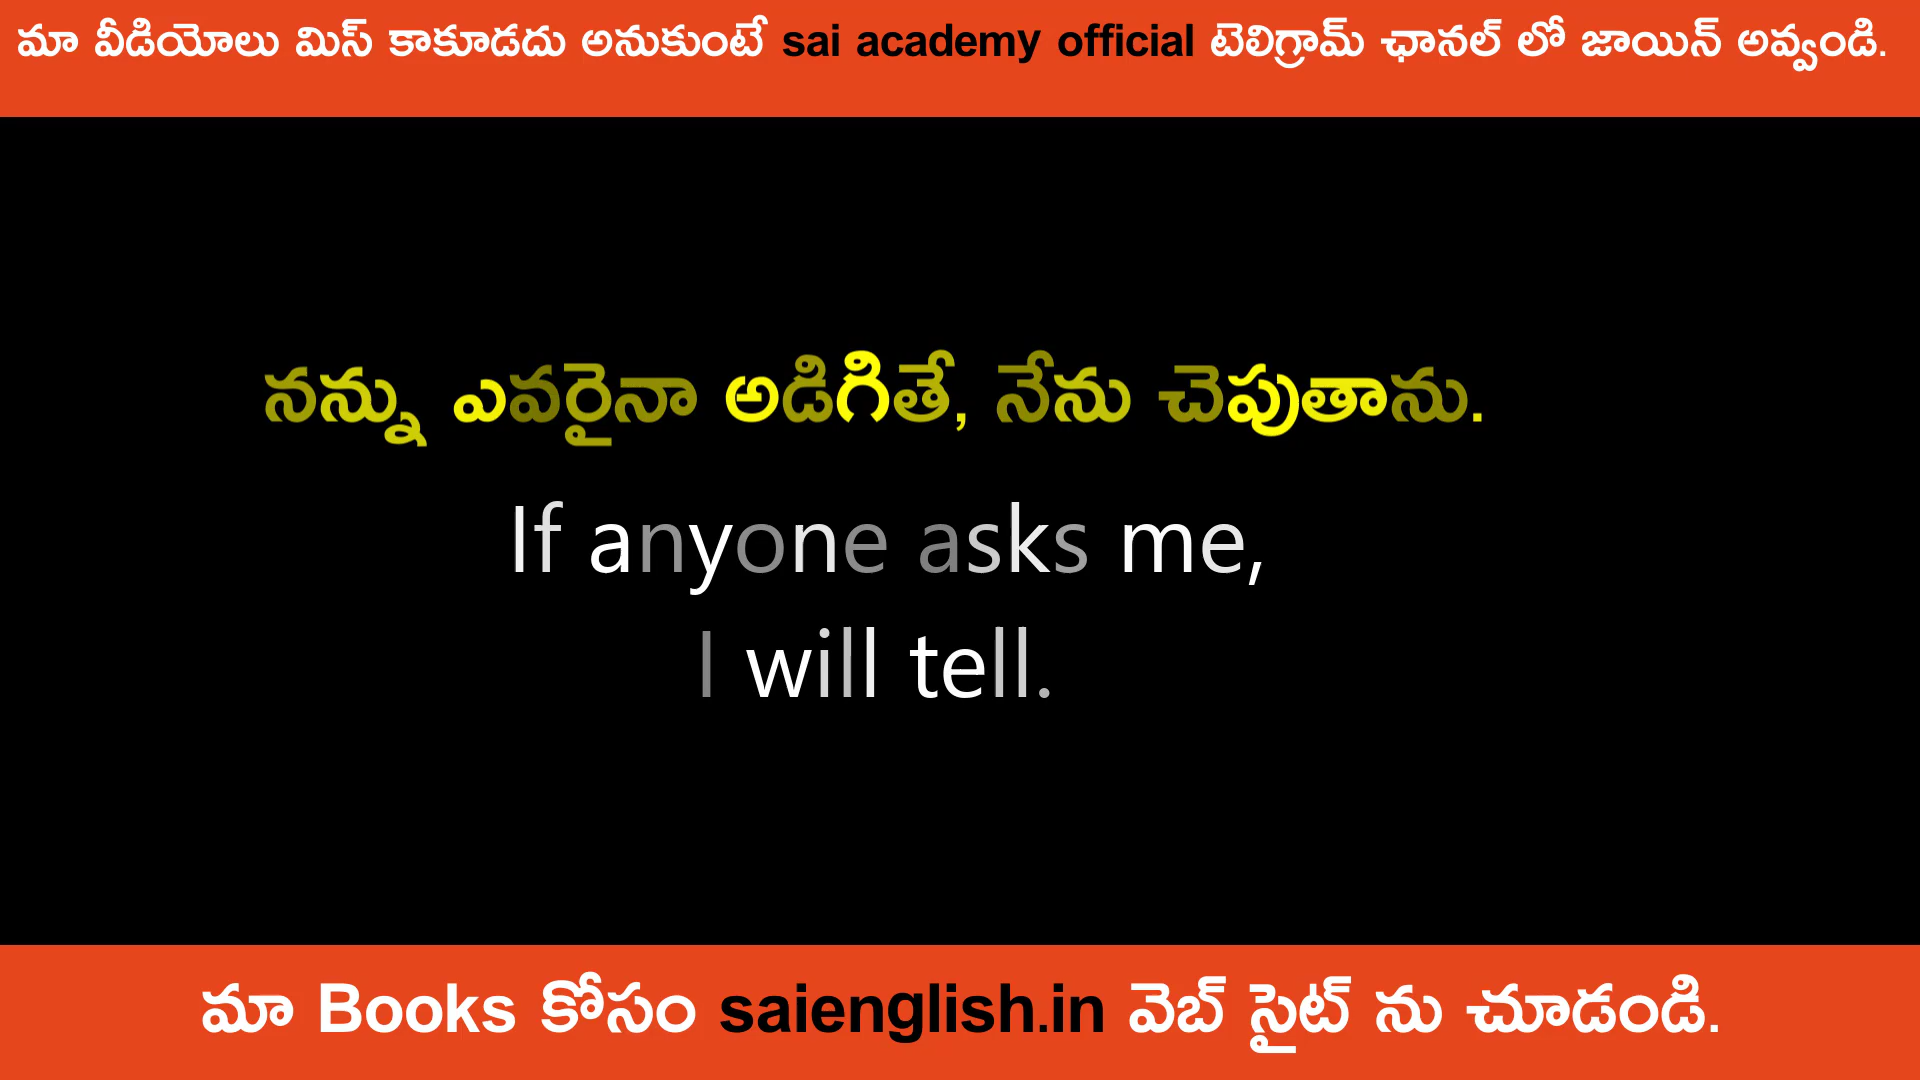 మా వీడియోలు మిస్ కాకూడదు అనుకుంటే sai academy official టెలిగ్రామ్ ఛానల్ లో జాయిన్ అవ్వండి.
నన్ను ఎవరైనా అడిగితే, నేను చెపుతాను.
If anyone asks me,
I will tell.
మా Books కోసం saienglish.in వెబ్ సైట్ ను చూడండి.